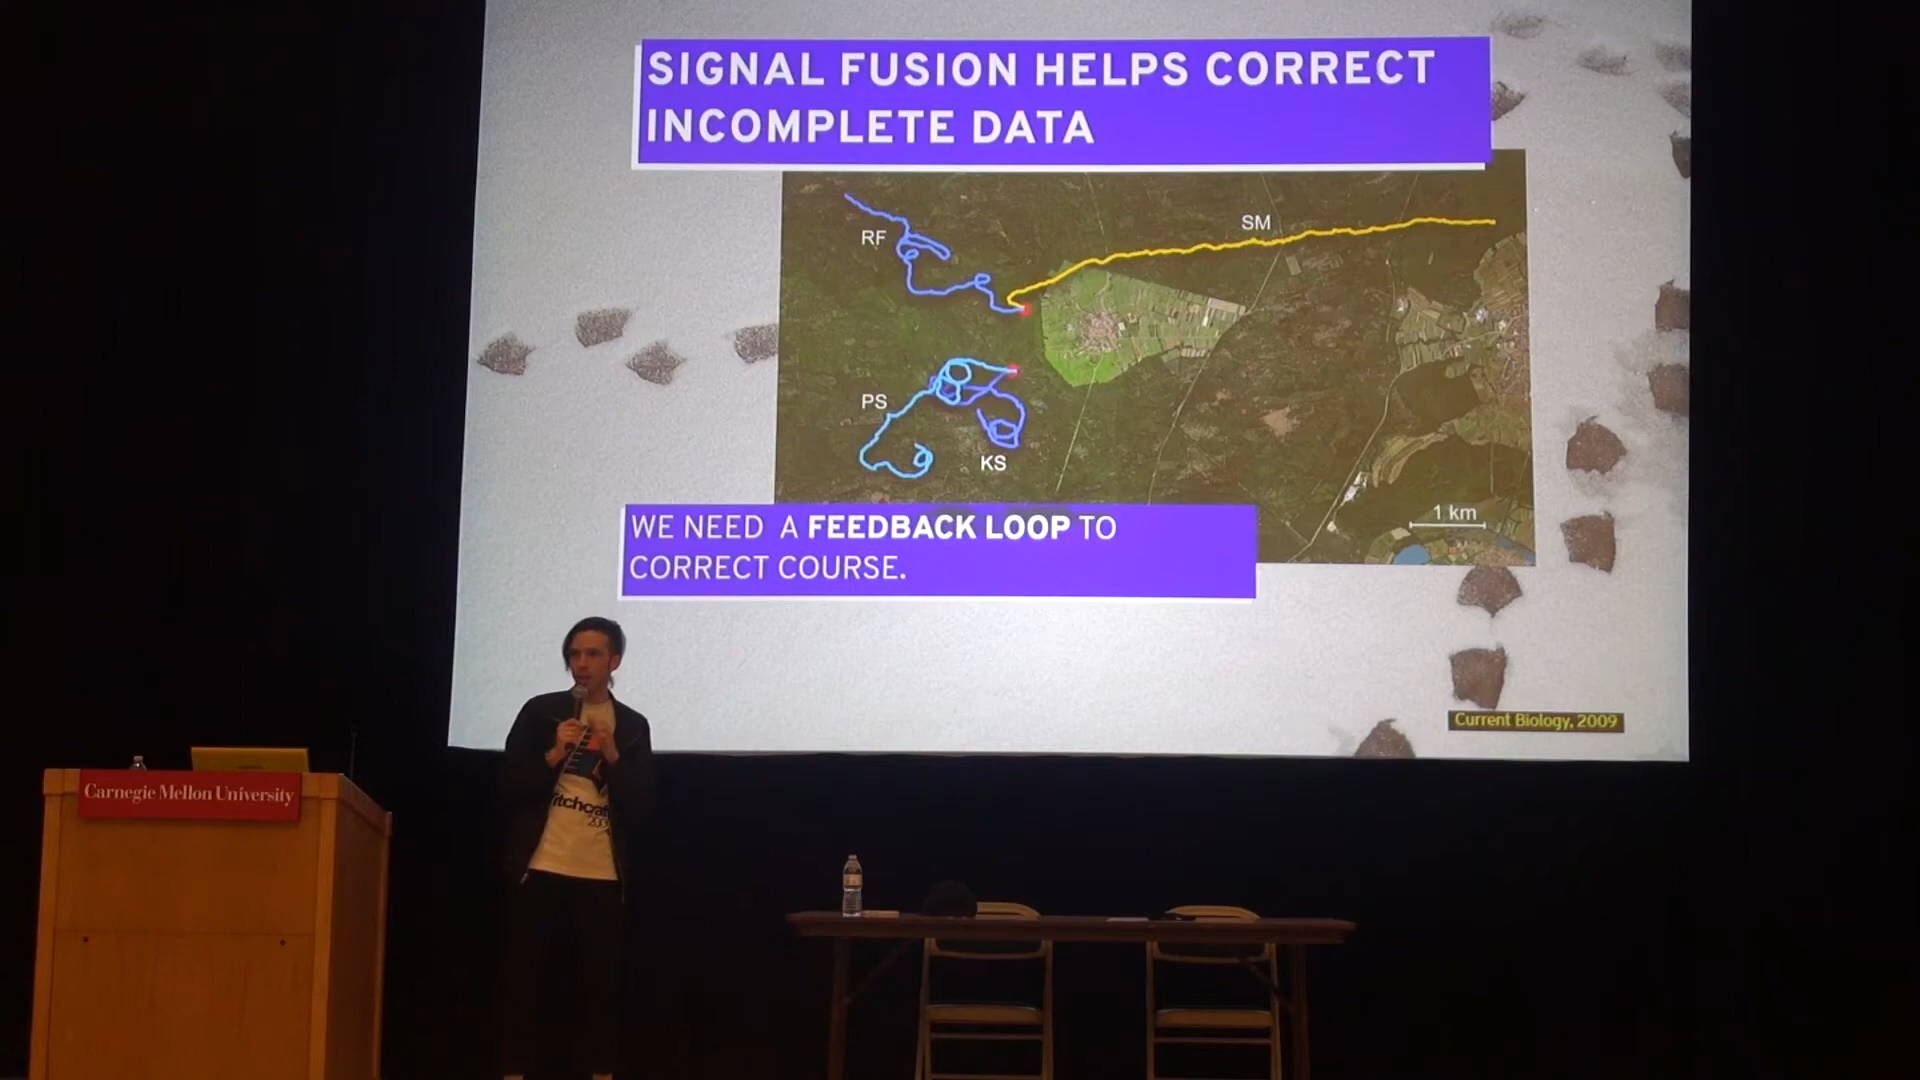 SIGNAL FUSION HELPS CORRECT
INCOMPLETE DATA
RF
SM
PS
KS
1 km
WE NEED A FEEDBACK LOOP TO
CORRECT COURSE.
Current Biology, 2009
Carnegie Mellon University